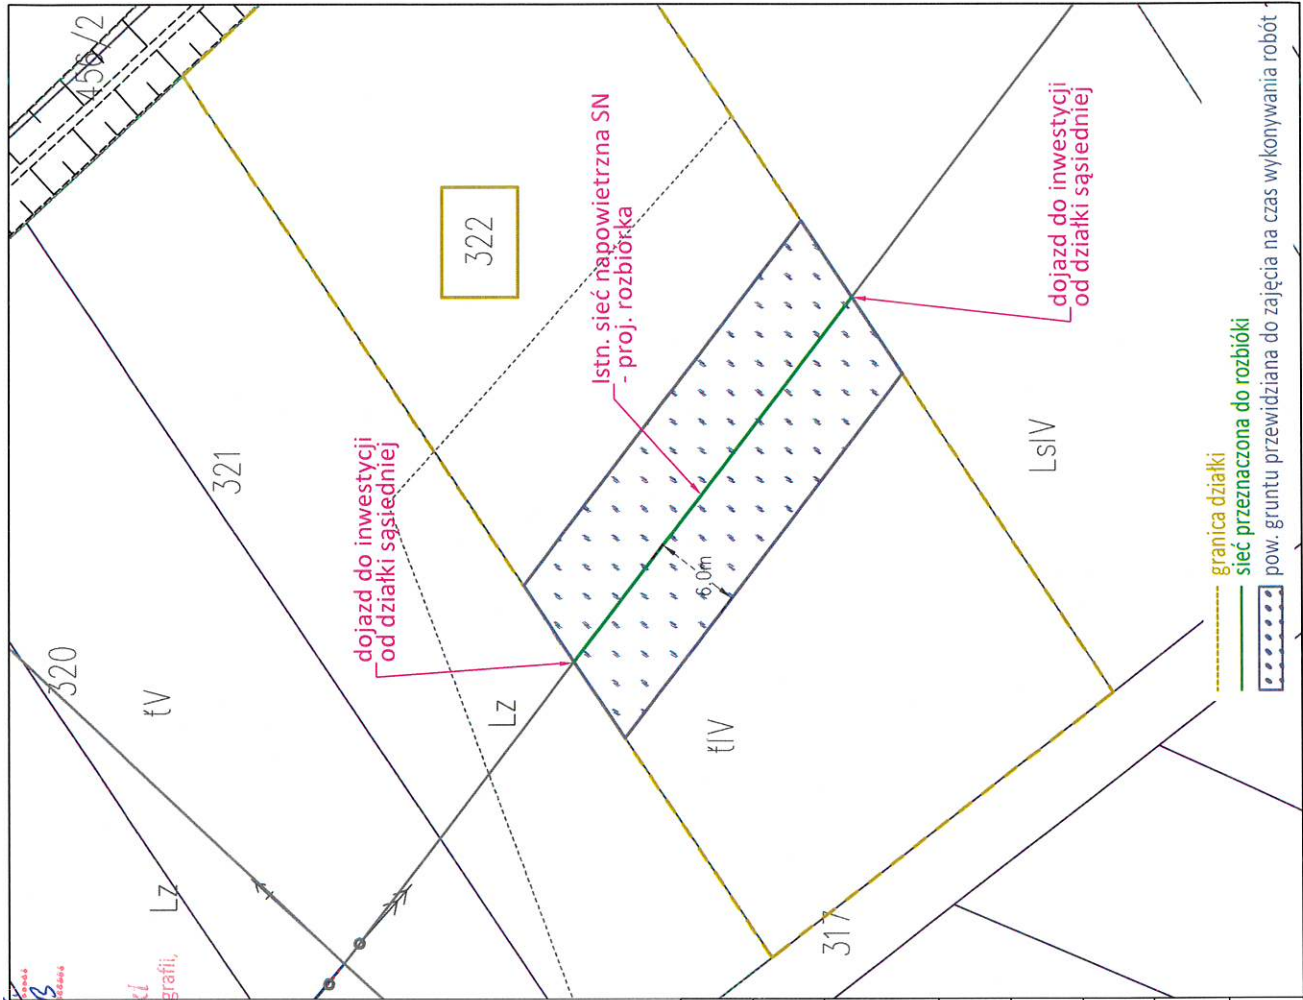 456/2
322
Istn. sieć napowietrzna SN
- proj. rozbiórka
dojazd do inwestycji
od działki sąsiedniej
321
dojazd do inwestycji
od działki sąsiedniej
320
ŁV
Lz
Lz
6,0m
ŁIV
LsIV
317
grafii,
granica działki
sieć przeznaczona do rozbióki
pow. gruntu przewidziana do zajęcia na czas wykonywania robót